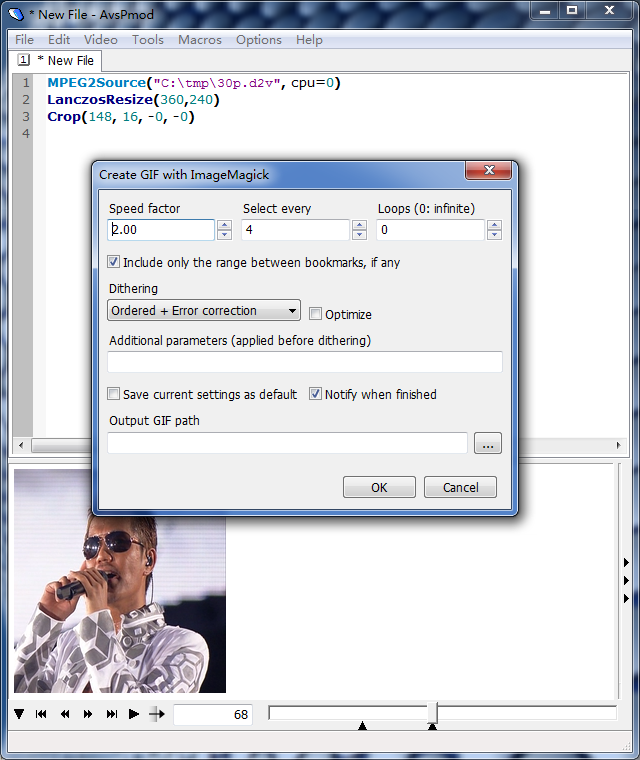 * New File - AvsPmod
File Edit Video Tools Macros Options Help
1 * New File
1 MPEG2Source("C:\tmp\30p.d2v", cpu=0)
2 LanczosResize(360,240)
3 Crop(148, 16, -0, -0)
4
Create GIF with ImageMagick
Speed factor Select every Loops (0: infinite)
2.00 4 0
Include only the range between bookmarks, if any
Dithering
Ordered + Error correction Optimize
Additional parameters (applied before dithering)
Save current settings as default Notify when finished
Output GIF path
...
OK Cancel
68